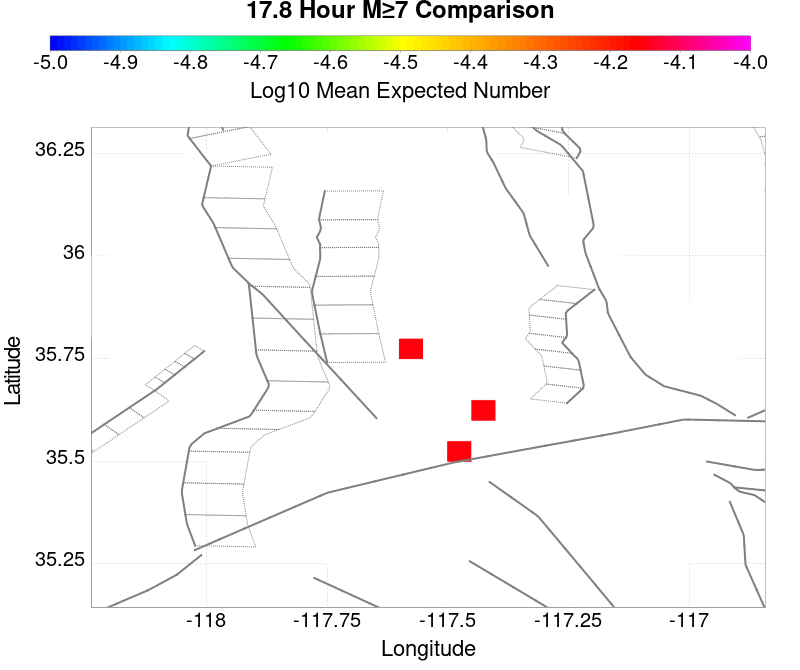 17.8 Hour M≥7 Comparison
-5.0 -4.9 -4.8 -4.7 -4.6 -4.5 -4.4 -4.3 -4.2 -4.1 -4.0
Log10 Mean Expected Number
36.25
36
35.75
35.5
35.25
Latitude
-118 -117.75 -117.5 -117.25 -117
Longitude